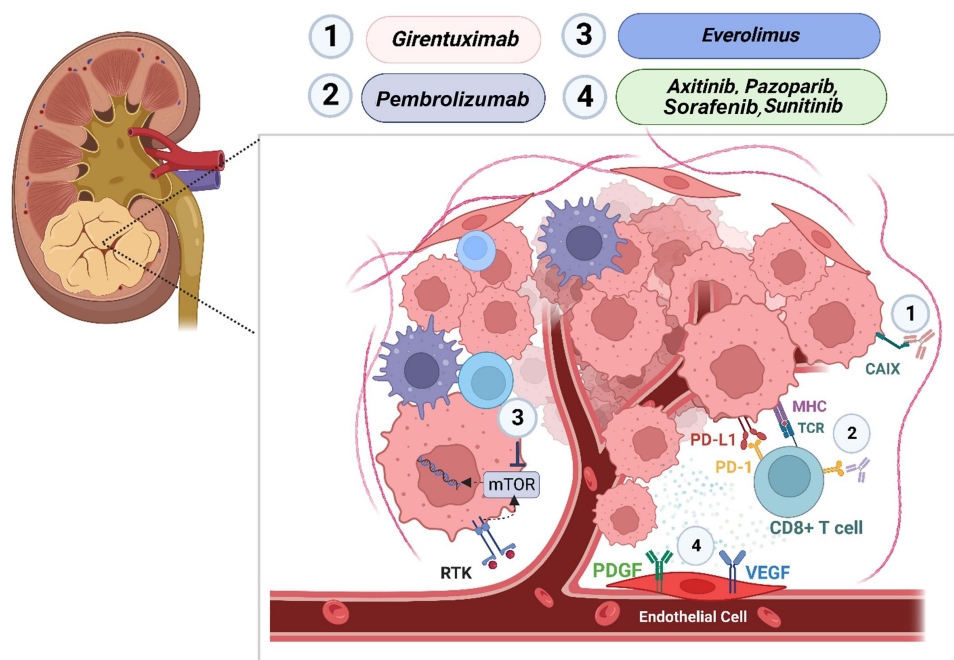 1 Girentuximab
3 Everolimus
2 Pembrolizumab
4 Axitinib, Pazoparib,
Sorafenib, Sunitinib
1
CAIX
MHC
TCR
2
PD-L1
PD-1
CD8+ T cell
3
mTOR
RTK
4
PDGF
VEGF
Endothelial Cell